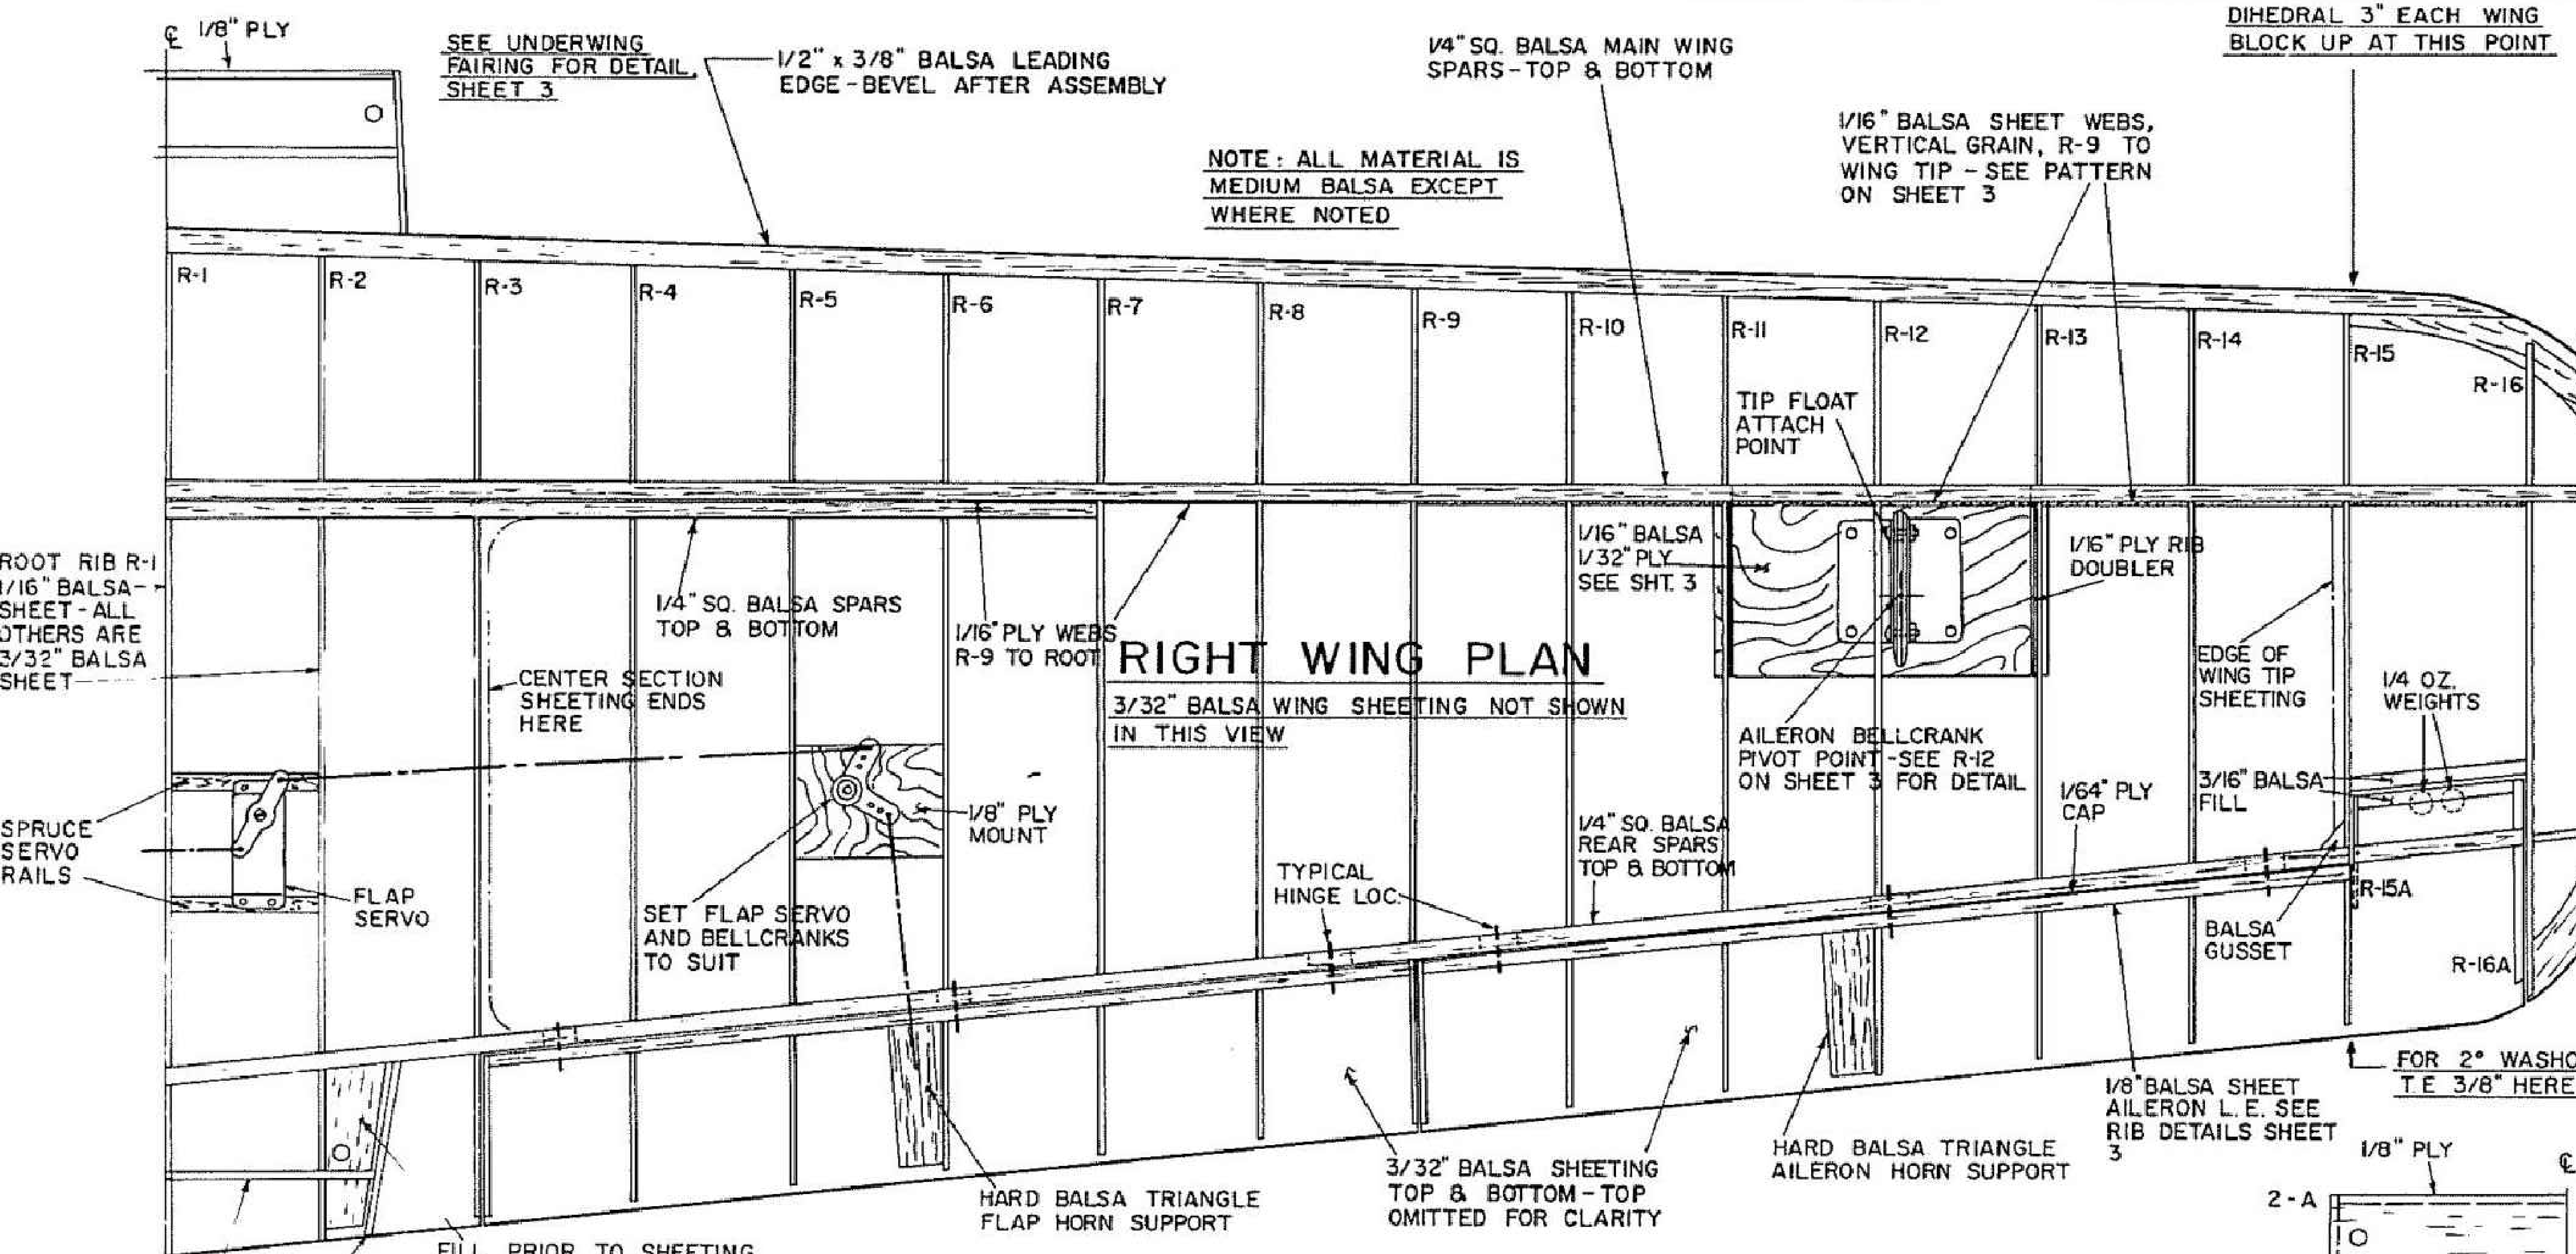 ℄ 1/8" PLY
SEE UNDERWING
FAIRING FOR DETAIL,
SHEET 3
1/2" x 3/8" BALSA LEADING
EDGE - BEVEL AFTER ASSEMBLY
1/4" SQ. BALSA MAIN WING
SPARS - TOP & BOTTOM
DIHEDRAL 3" EACH WING
BLOCK UP AT THIS POINT
NOTE: ALL MATERIAL IS
MEDIUM BALSA EXCEPT
WHERE NOTED
1/16" BALSA SHEET WEBS,
VERTICAL GRAIN, R-9 TO
WING TIP - SEE PATTERN
ON SHEET 3
R-1
R-2
R-3
R-4
R-5
R-6
R-7
R-8
R-9
R-10
R-11
R-12
R-13
R-14
R-15
R-16
TIP FLOAT
ATTACH
POINT
ROOT RIB R-1
1/16" BALSA
SHEET - ALL
OTHERS ARE
3/32" BALSA
SHEET
1/4" SQ. BALSA SPARS
TOP & BOTTOM
1/16" PLY WEBS
R-9 TO ROOT
RIGHT WING PLAN
3/32" BALSA WING SHEETING NOT SHOWN
IN THIS VIEW
1/16" BALSA
1/32" PLY
SEE SHT. 3
1/16" PLY RIB
DOUBLER
CENTER SECTION
SHEETING ENDS
HERE
EDGE OF
WING TIP
SHEETING
1/4 OZ.
WEIGHTS
AILERON BELLCRANK
PIVOT POINT - SEE R-12
ON SHEET 3 FOR DETAIL
3/16" BALSA
FILL
1/64" PLY
CAP
SPRUCE
SERVO
RAILS
FLAP
SERVO
1/8" PLY
MOUNT
SET FLAP SERVO
AND BELLCRANKS
TO SUIT
TYPICAL
HINGE LOC.
1/4" SQ. BALSA
REAR SPARS
TOP & BOTTOM
R-15A
BALSA
GUSSET
R-16A
FOR 2° WASHO
T.E 3/8" HERE
1/8" BALSA SHEET
AILERON L.E. SEE
RIB DETAILS SHEET
3
HARD BALSA TRIANGLE
FLAP HORN SUPPORT
3/32" BALSA SHEETING
TOP & BOTTOM - TOP
OMITTED FOR CLARITY
HARD BALSA TRIANGLE
AILERON HORN SUPPORT
1/8" PLY
℄
2-A
FILL PRIOR TO SHEETING